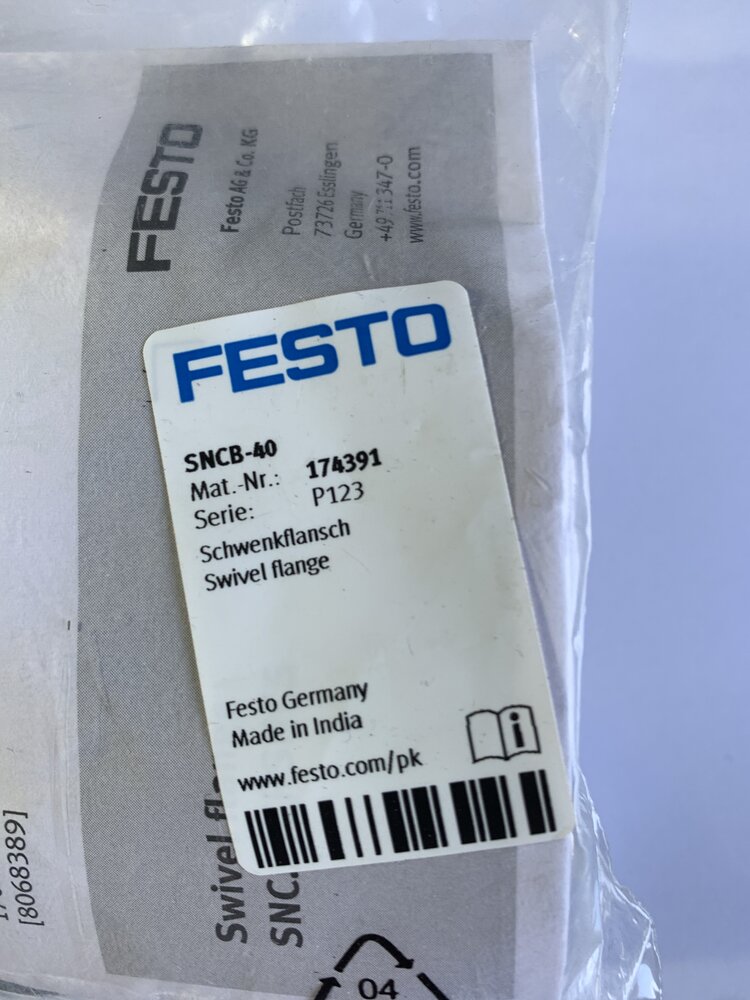 FESTO
Festo AG & Co. KG
Postfach
73726 Esslingen
Germany
+49 711 347-0
www.festo.com
FESTO
SNCB-40
Mat.-Nr.: 174391
Serie: P123
Schwenkflansch
Swivel flange
Festo Germany
Made in India
www.festo.com/pk
i
Swivel
SNC
[8068389]
04